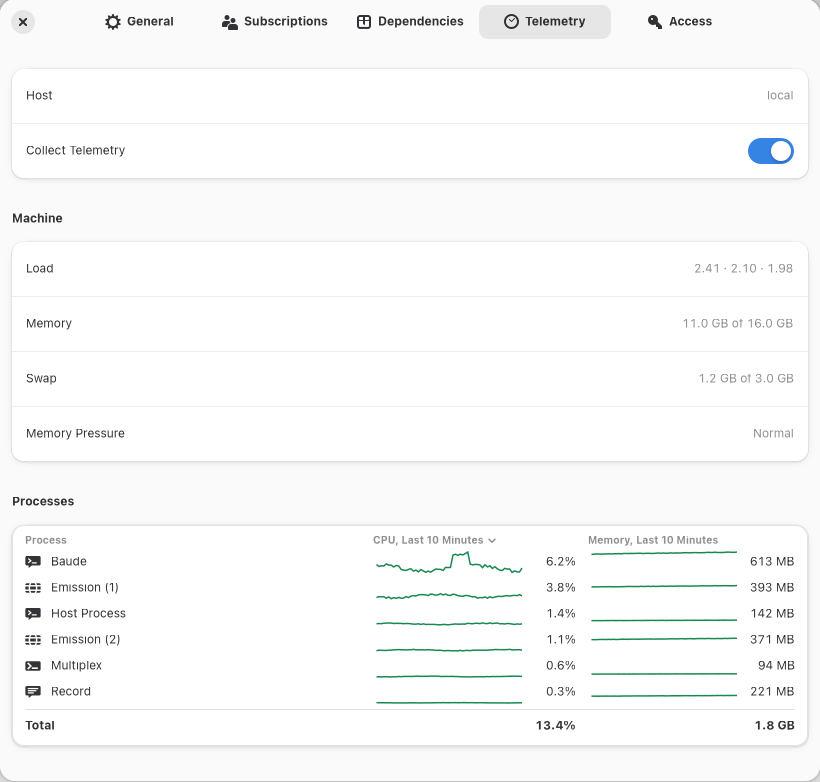 General Subscriptions Dependencies Telemetry Access
Host local
Collect Telemetry
Machine
Load 2.41 · 2.10 · 1.98
Memory 11.0 GB of 16.0 GB
Swap 1.2 GB of 3.0 GB
Memory Pressure Normal
Processes
Process CPU, Last 10 Minutes Memory, Last 10 Minutes
Baude 6.2% 613 MB
Emission (1) 3.8% 393 MB
Host Process 1.4% 142 MB
Emission (2) 1.1% 371 MB
Multiplex 0.6% 94 MB
Record 0.3% 221 MB
Total 13.4% 1.8 GB